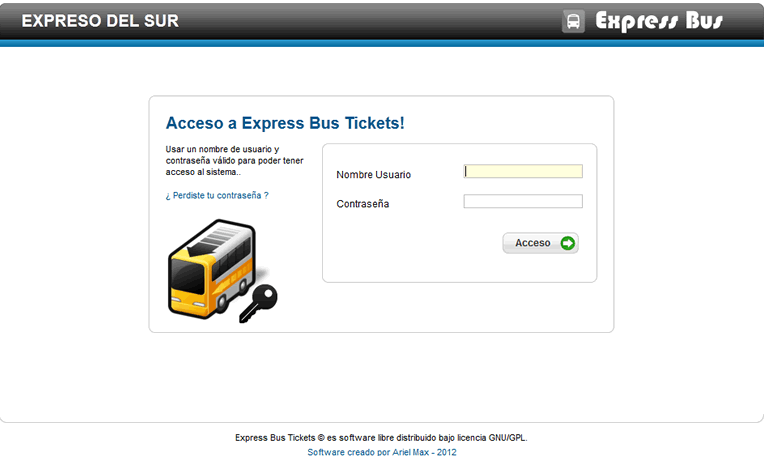 EXPRESO DEL SUR
Express Bus
Acceso a Express Bus Tickets!
Usar un nombre de usuario y
contraseña válido para poder tener
acceso al sistema..
¿ Perdiste tu contraseña ?
Nombre Usuario
Contraseña
Acceso
Express Bus Tickets © es software libre distribuido bajo licencia GNU/GPL.
Software creado por Ariel Max - 2012